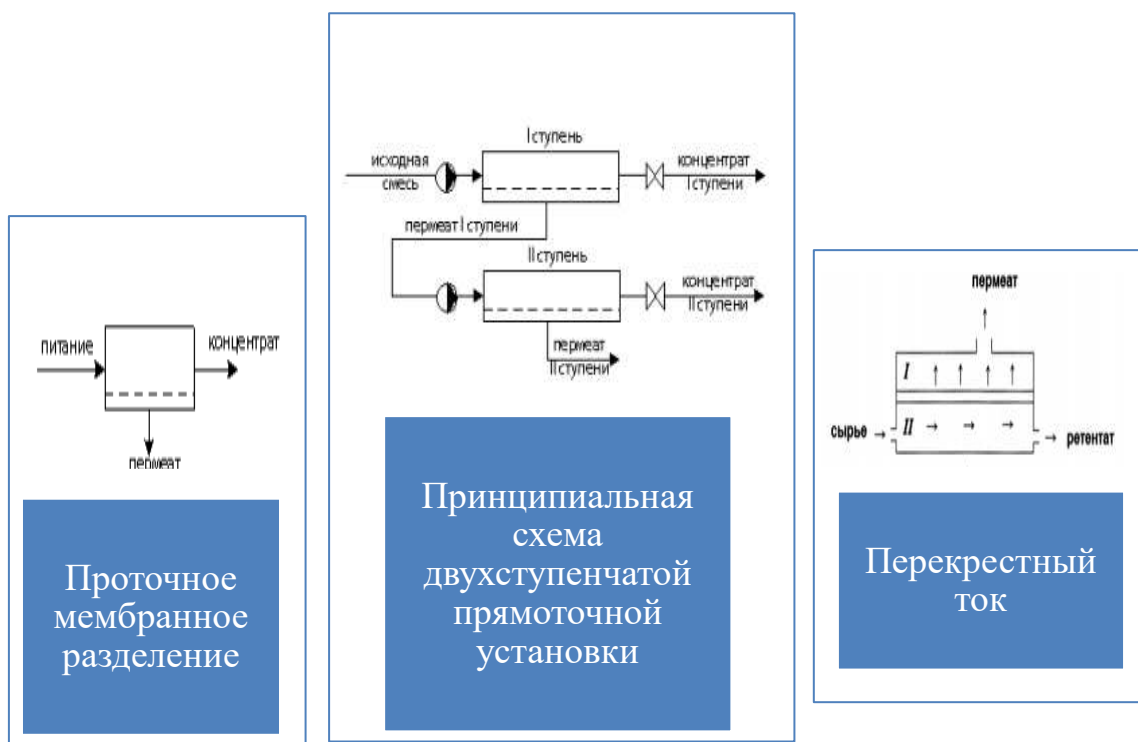 питание
концентрат
пермеат
Проточное
мембранное
разделение
I ступень
исходная
смесь
концентрат
I ступени
пермеат I ступени
II ступень
концентрат
II ступени
пермеат
II ступени
Принципиальная
схема
двухступенчатой
прямоточной
установки
пермеат
I
сырье
II
ретентат
Перекрестный
ток